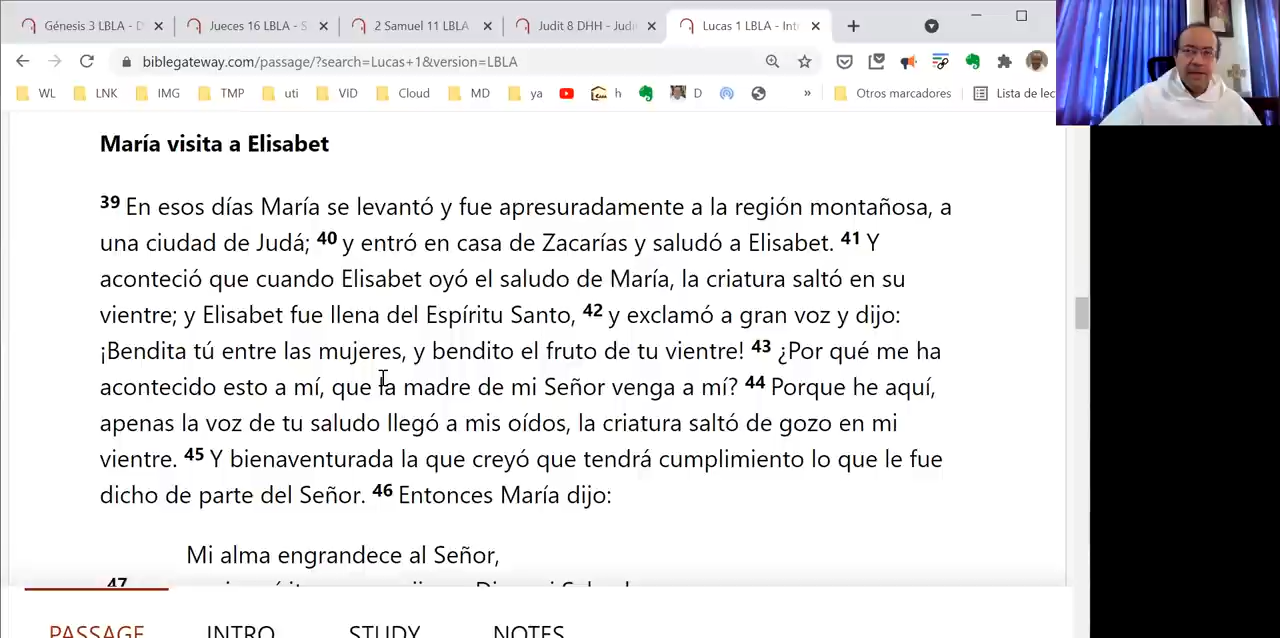 Génesis 3 LBLA - D
Jueces 16 LBLA - S
2 Samuel 11 LBLA
Judit 8 DHH - Judi
Lucas 1 LBLA - Int
biblegateway.com/passage/?search=Lucas+1&version=LBLA
WL LNK IMG TMP uti VID Cloud MD ya h D » Otros marcadores Lista de lec
María visita a Elisabet
39 En esos días María se levantó y fue apresuradamente a la región montañosa, a
una ciudad de Judá; 40 y entró en casa de Zacarías y saludó a Elisabet. 41 Y
aconteció que cuando Elisabet oyó el saludo de María, la criatura saltó en su
vientre; y Elisabet fue llena del Espíritu Santo, 42 y exclamó a gran voz y dijo:
¡Bendita tú entre las mujeres, y bendito el fruto de tu vientre! 43 ¿Por qué me ha
acontecido esto a mí, que la madre de mi Señor venga a mí? 44 Porque he aquí,
apenas la voz de tu saludo llegó a mis oídos, la criatura saltó de gozo en mi
vientre. 45 Y bienaventurada la que creyó que tendrá cumplimiento lo que le fue
dicho de parte del Señor. 46 Entonces María dijo:
Mi alma engrandece al Señor,
47
PASSAGE INTRO STUDY NOTES